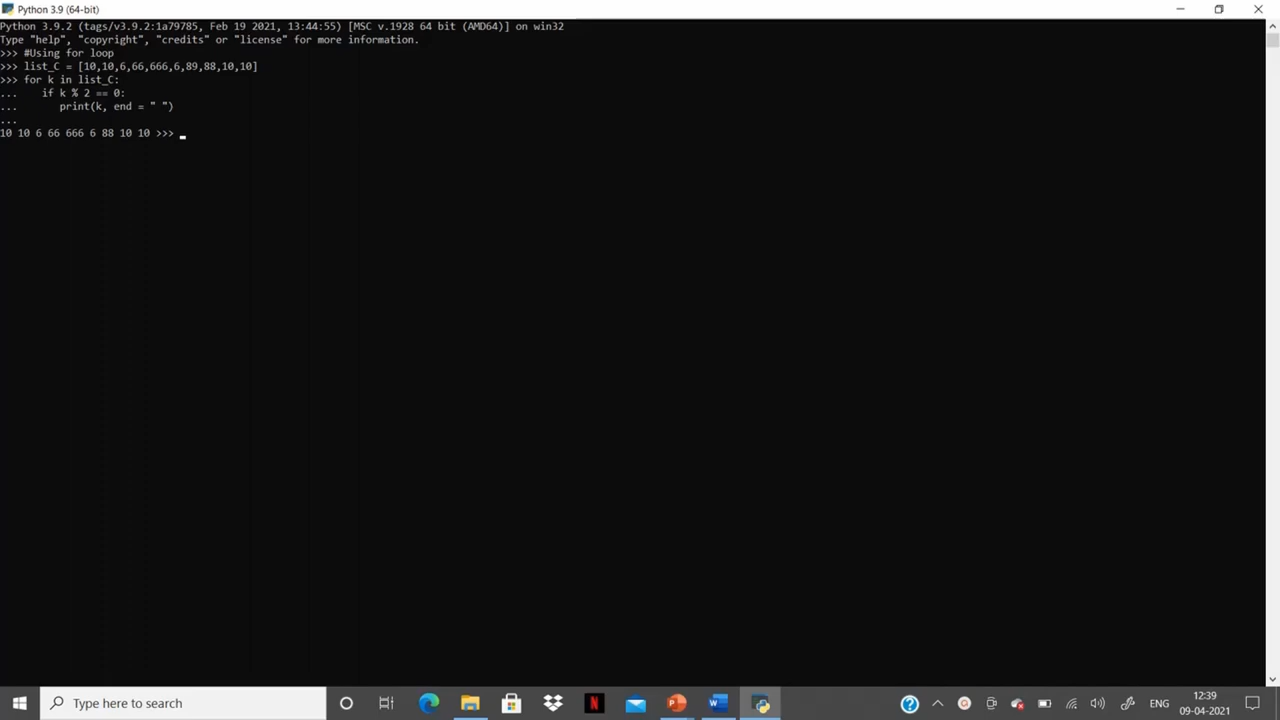 Python 3.9 (64-bit)
Python 3.9.2 (tags/v3.9.2:1a79785, Feb 19 2021, 13:44:55) [MSC v.1928 64 bit (AMD64)] on win32
Type "help", "copyright", "credits" or "license" for more information.
>>> #Using for loop
>>> list_C = [10,10,6,66,666,6,89,88,10,10]
>>> for k in list_C:
...    if k % 2 == 0:
...       print(k, end = " ")
...
10 10 6 66 666 6 88 10 10 >>> _
Type here to search
ENG
12:39
09-04-2021